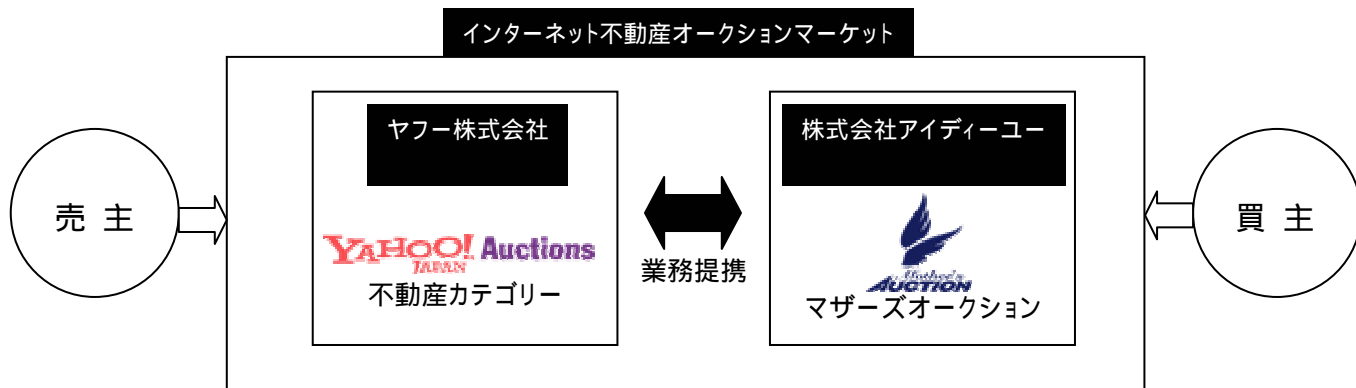 インターネット不動産オークションマーケット
ヤフー株式会社
株式会社アイディーユー
売 主
買 主
YAHOO! Auctions
JAPAN
不動産カテゴリー
業務提携
Mother's
AUCTION
マザーズオークション